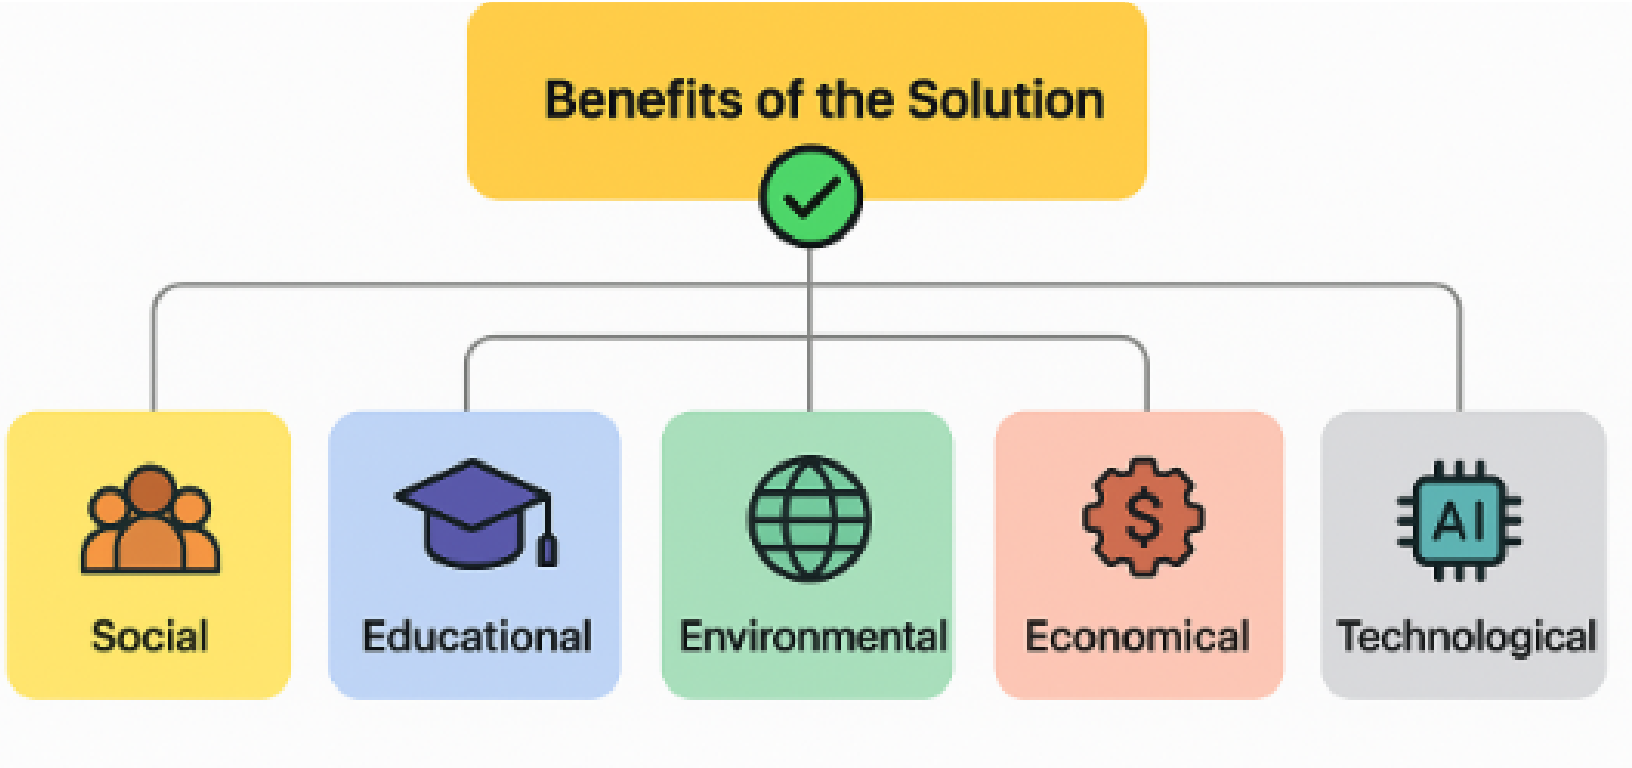 Benefits of the Solution
Social
Educational
Environmental
$
Economical
AI
Technological